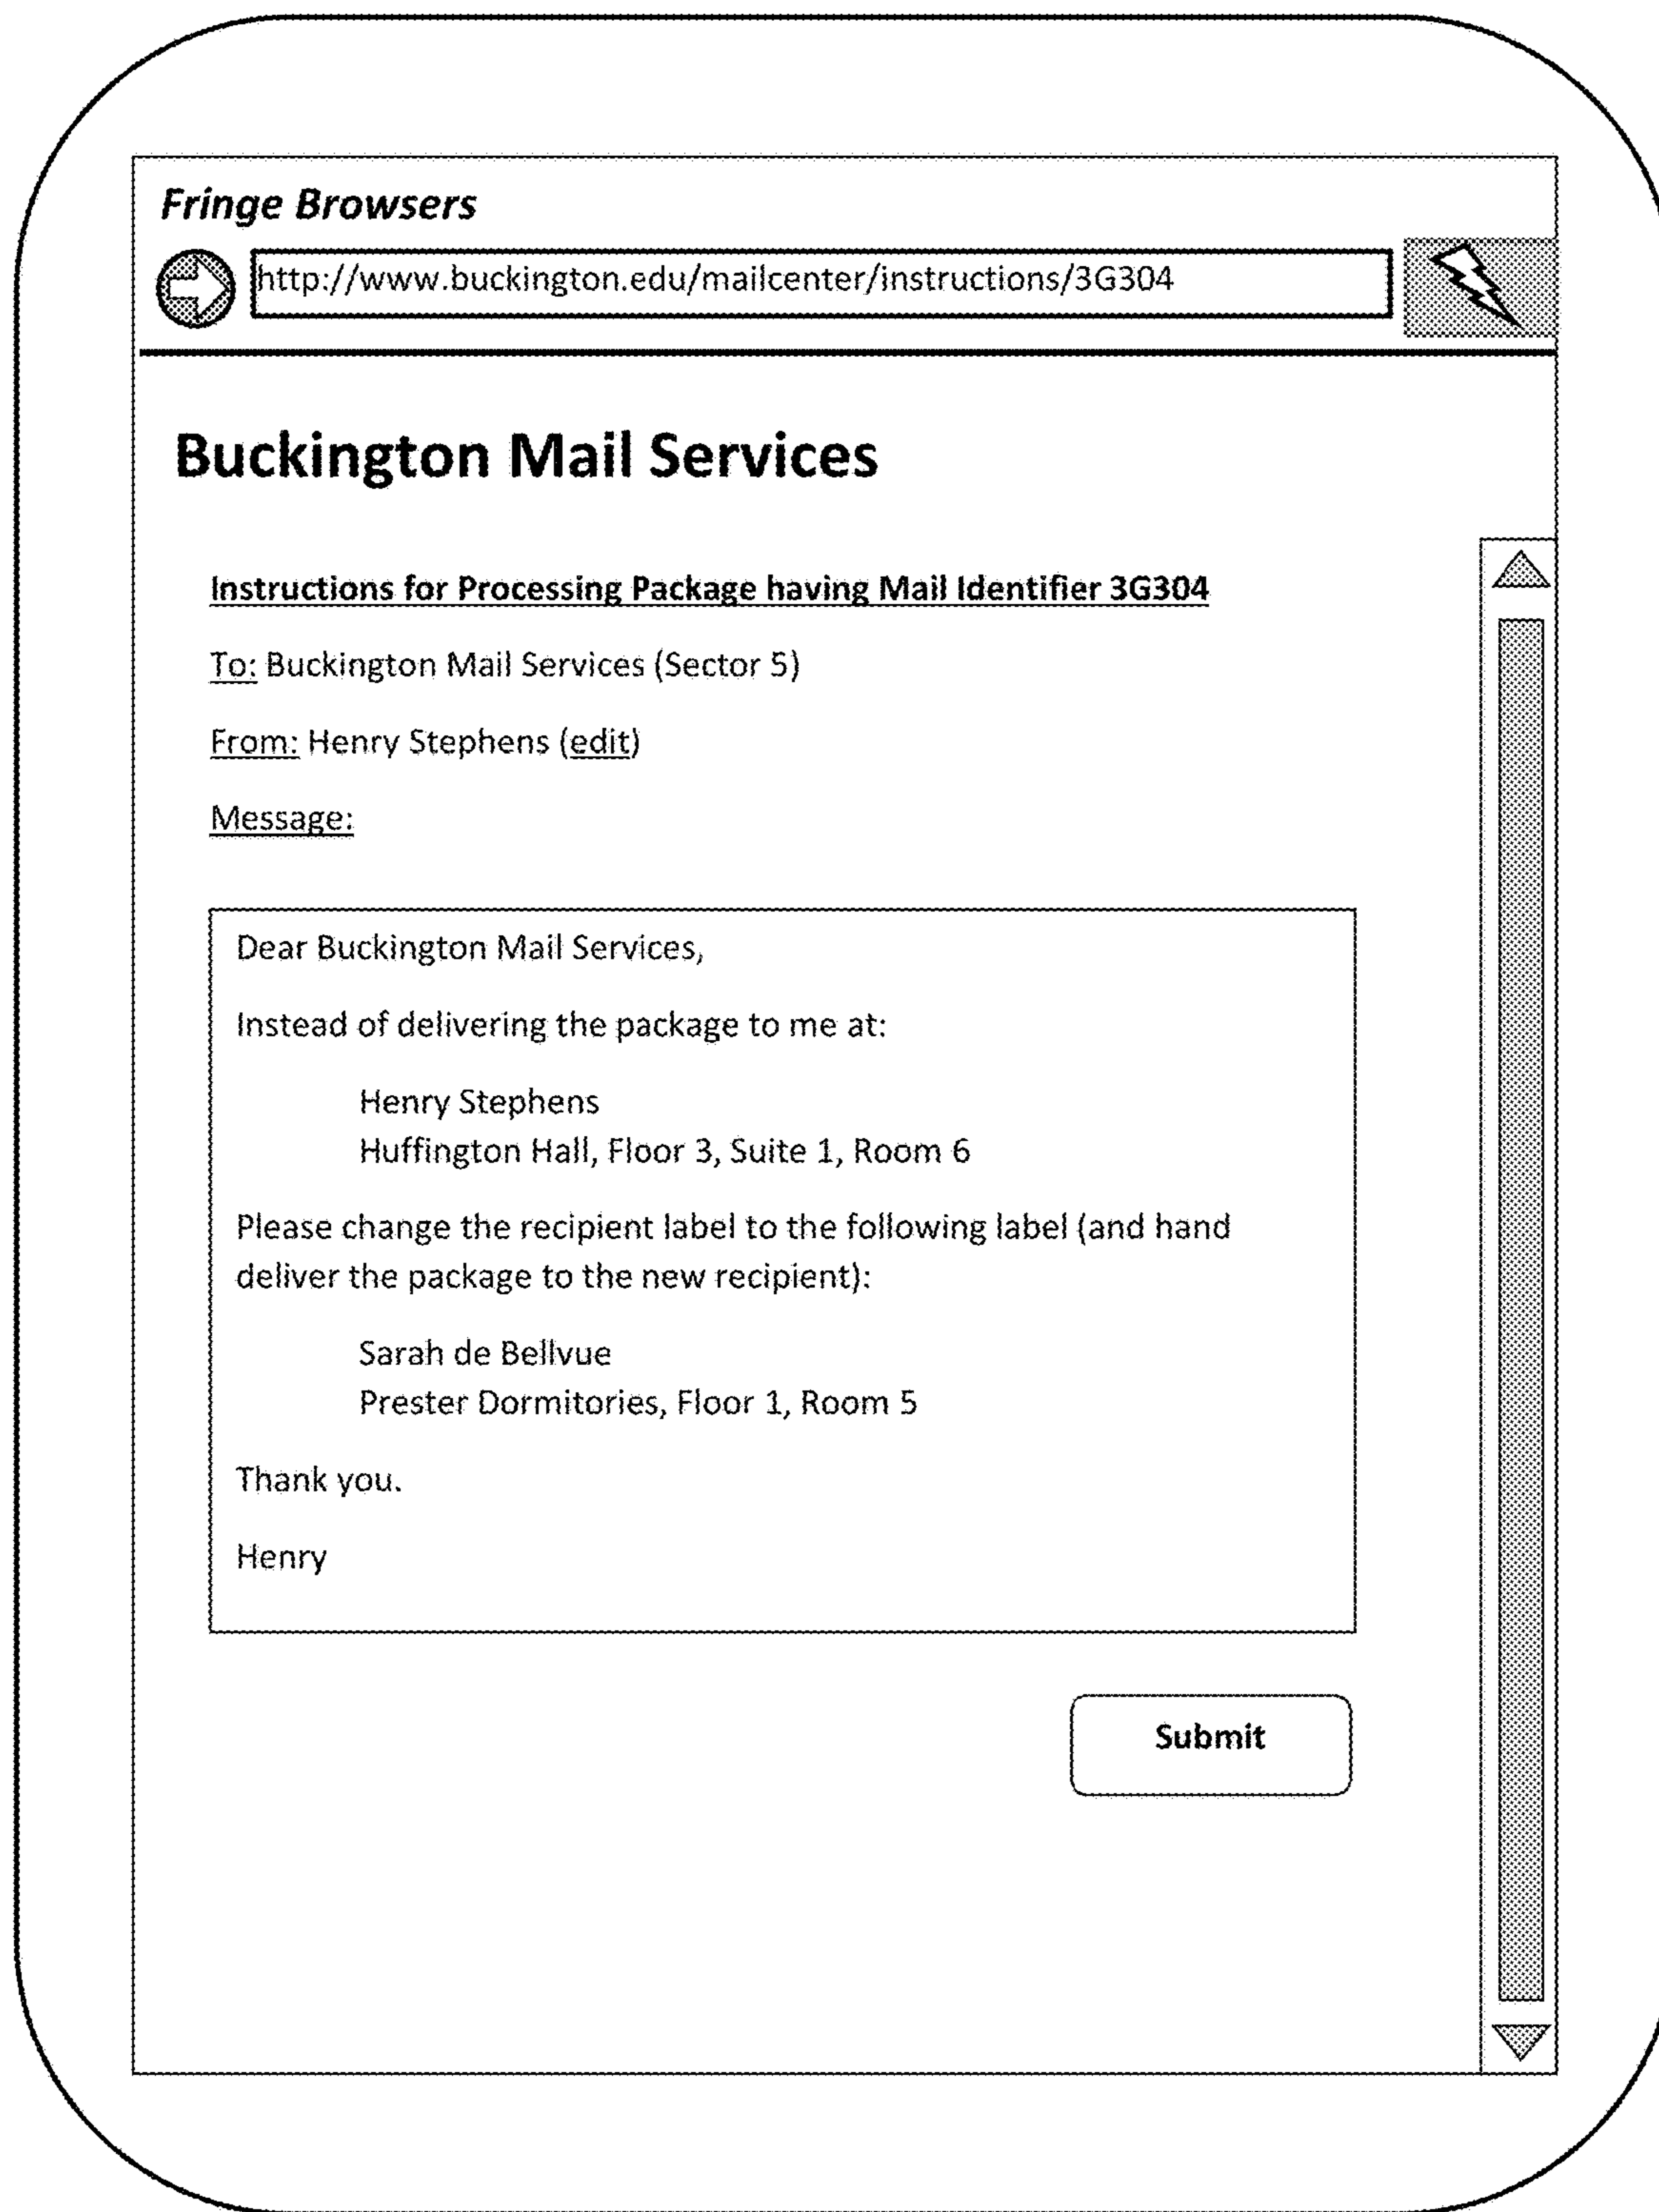 Fringe Browsers
http://www.buckington.edu/mailcenter/instructions/3G304
Buckington Mail Services
Instructions for Processing Package having Mail Identifier 3G304
To: Buckington Mail Services (Sector 5)
From: Henry Stephens (edit)
Message:
Dear Buckington Mail Services,
Instead of delivering the package to me at:
Henry Stephens
Huffington Hall, Floor 3, Suite 1, Room 6
Please change the recipient label to the following label (and hand
deliver the package to the new recipient):
Sarah de Bellvue
Prester Dormitories, Floor 1, Room 5
Thank you.
Henry
Submit